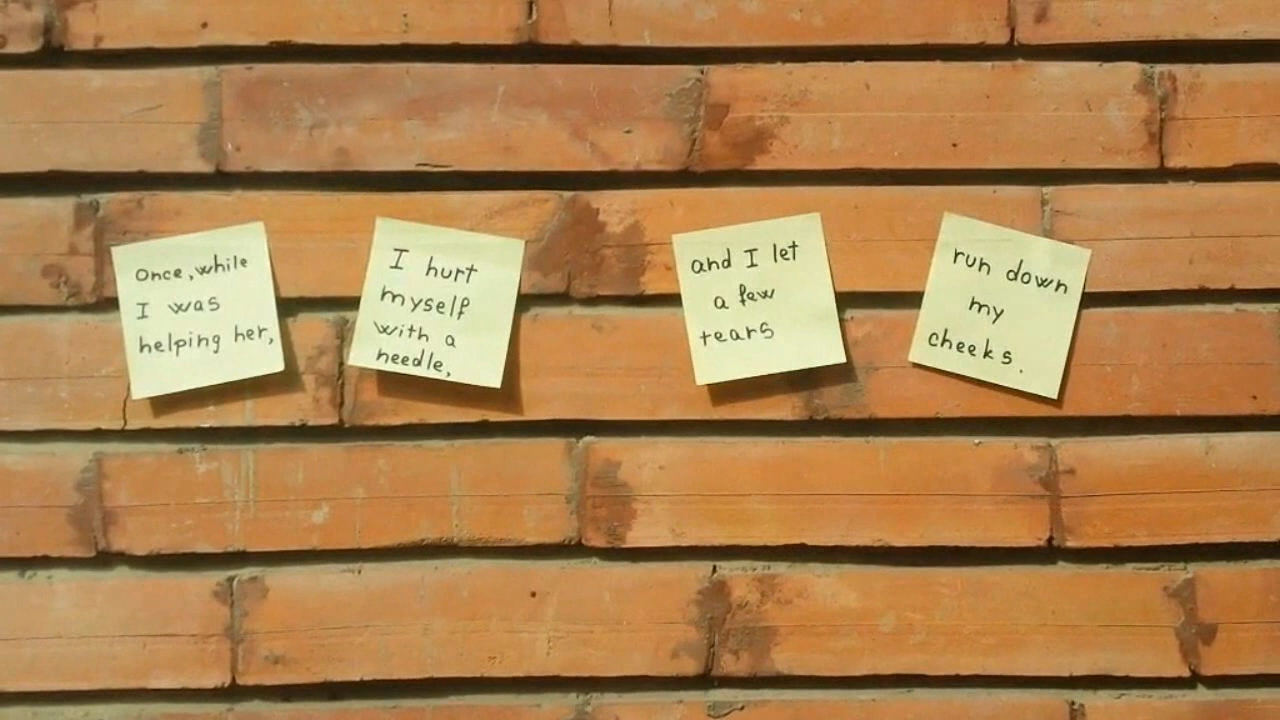 Once, while
I was
helping her,
I hurt
myself
with a
needle,
and I let
a few
tears
run down
my
cheeks.